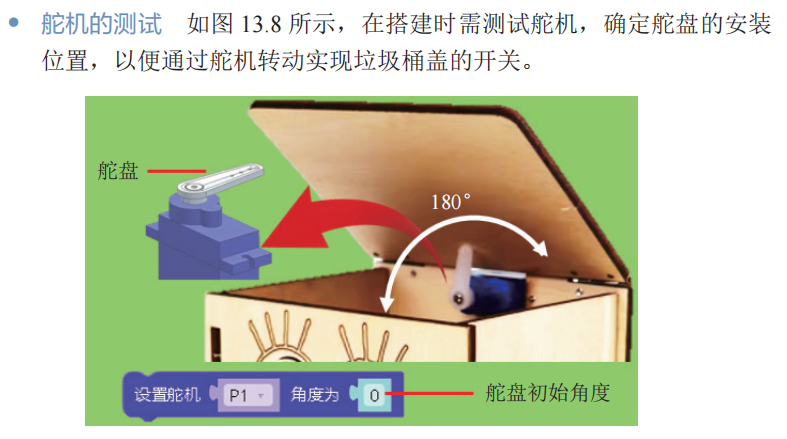 • 舵机的测试 如图 13.8 所示，在搭建时需测试舵机，确定舵盘的安装
位置，以便通过舵机转动实现垃圾桶盖的开关。
舵盘
180°
设置舵机 P1 角度为 0
舵盘初始角度